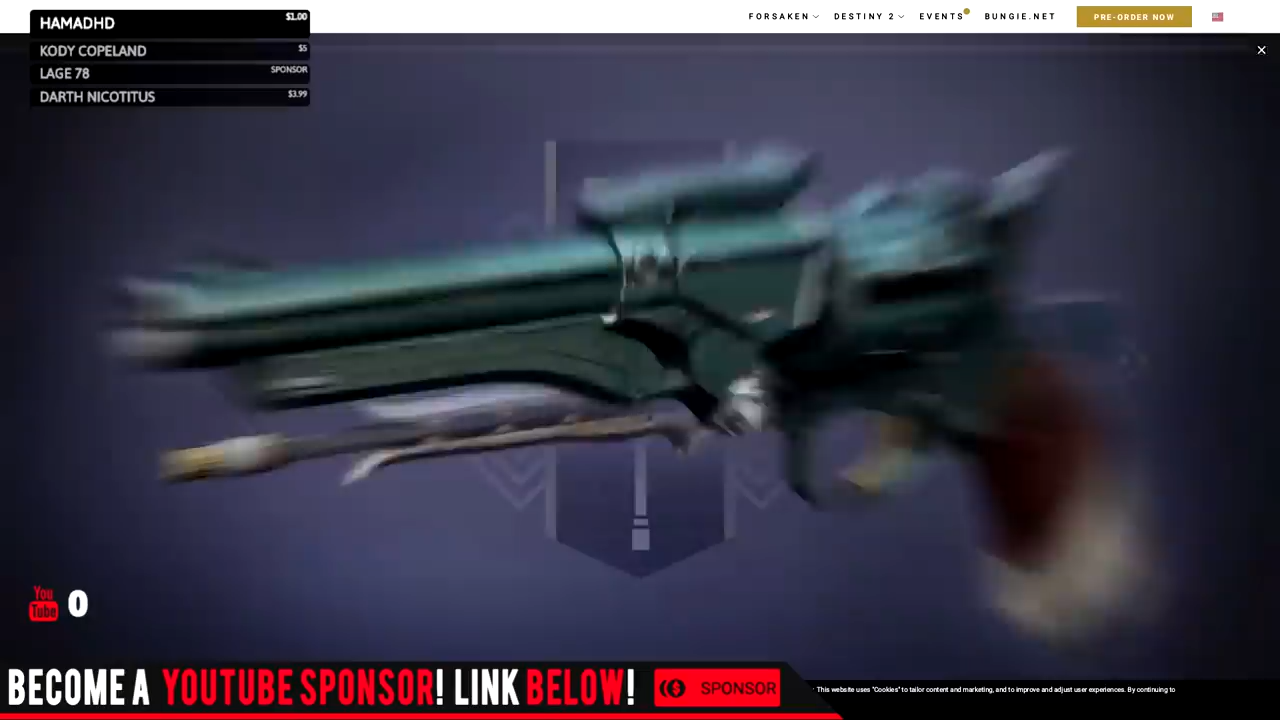 HAMADHD $1.00
KODY COPELAND $5
LAGE 78 SPONSOR
DARTH NICOTITUS $3.99
FORSAKEN DESTINY 2 EVENTS BUNGIE.NET PRE-ORDER NOW
You
Tube 0
BECOME A YOUTUBE SPONSOR! LINK BELOW! SPONSOR
This website uses "Cookies" to tailor content and marketing, and to improve and adjust user experiences. By continuing to